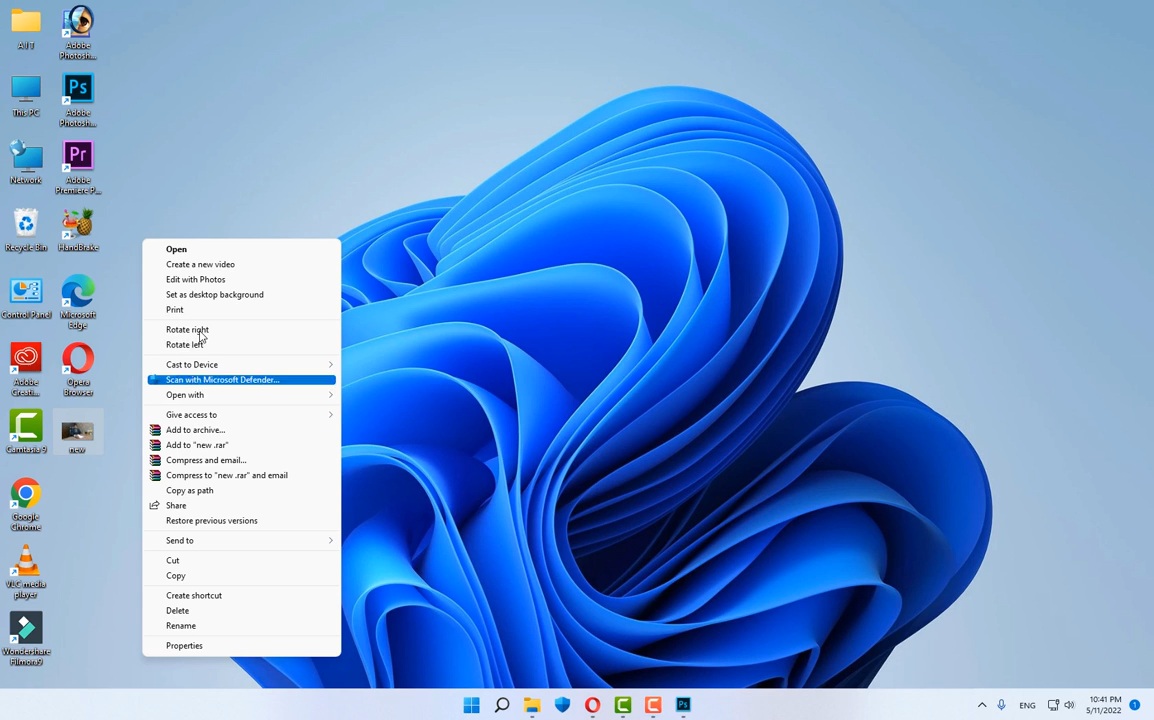 A I T
Adobe
Photosh...
This PC
Adobe
Photosh...
Network
Adobe
Premiere P...
Recycle Bin
HandBrake
Control Panel
Microsoft
Edge
Adobe
Creati...
Opera
Browser
Camtasia 9
new
Google
Chrome
VLC media
player
Wondershare
Filmora9
Ps
Pr
Open
Create a new video
Edit with Photos
Set as desktop background
Print
Rotate right
Rotate left
Cast to Device
Scan with Microsoft Defender...
Open with
Give access to
Add to archive...
Add to "new .rar"
Compress and email...
Compress to "new .rar" and email
Copy as path
Share
Restore previous versions
Send to
Cut
Copy
Create shortcut
Delete
Rename
Properties
Ps
ENG
10:41 PM
5/11/2022
1